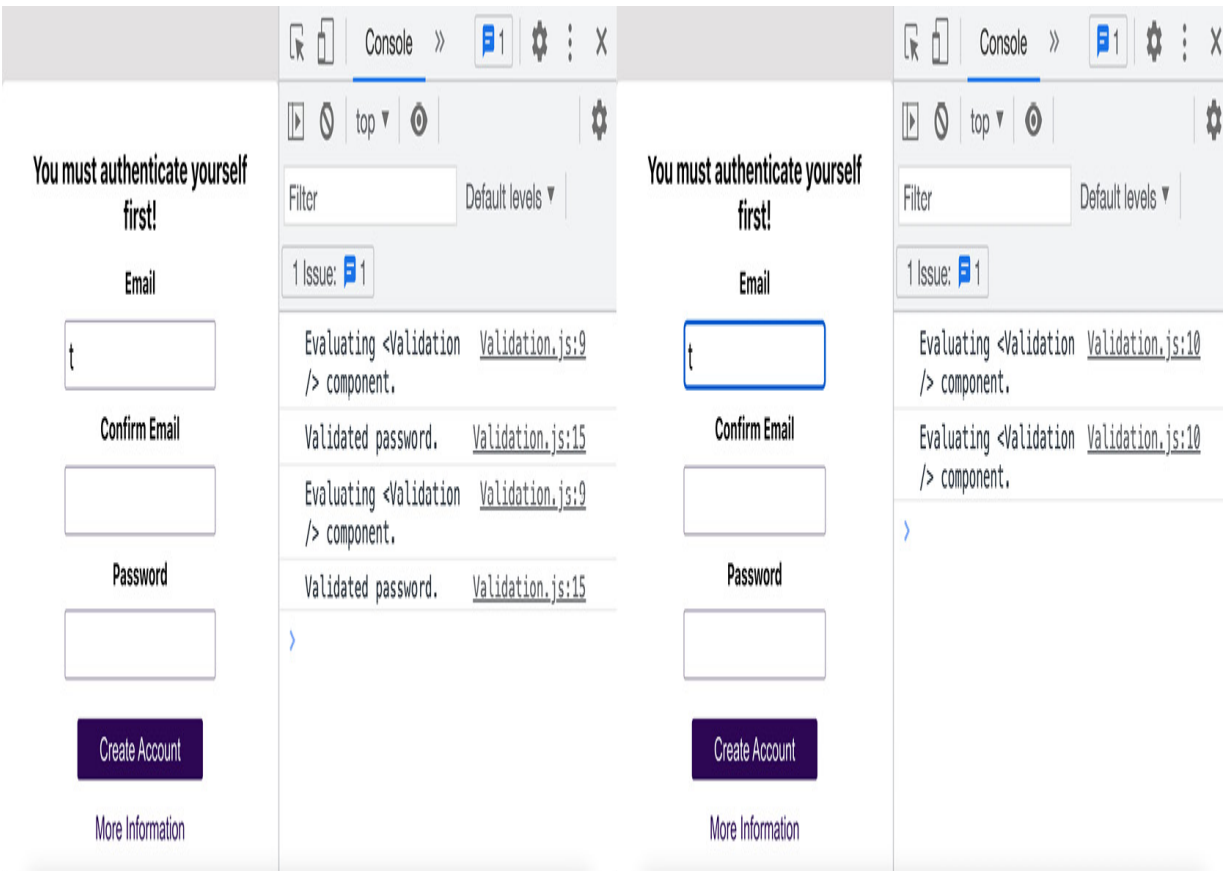 Console
1
top
Filter
Default levels
1 Issue: 1
You must authenticate yourself
first!
Email
t
Confirm Email
Password
Create Account
More Information
Evaluating <Validation Validation.js:9
/> component.
Validated password. Validation.js:15
Evaluating <Validation Validation.js:9
/> component.
Validated password. Validation.js:15
Console
1
top
Filter
Default levels
1 Issue: 1
You must authenticate yourself
first!
Email
t
Confirm Email
Password
Create Account
More Information
Evaluating <Validation Validation.js:10
/> component.
Evaluating <Validation Validation.js:10
/> component.